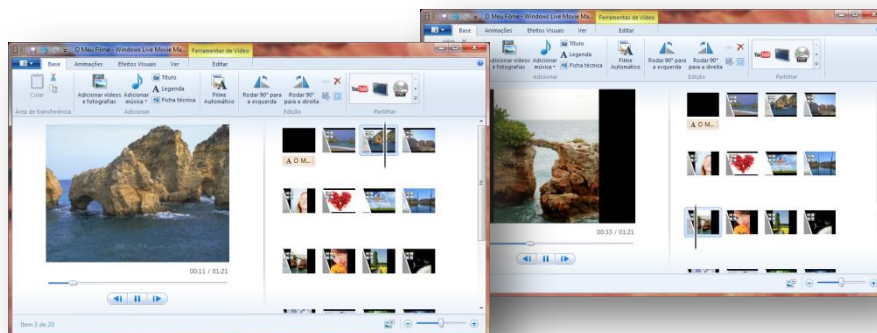 O Meu Filme - Windows Live Movie Ma...
Ferramentas de Vídeo
Base
Animações
Efeitos Visuais
Ver
Editar
Colar
Adicionar vídeos e fotografias
Adicionar música
Título
Legenda
Ficha técnica
Filme Automático
Rodar 90° para a esquerda
Rodar 90° para a direita
YouTube
Área de transferência
Adicionar
Edição
Partilhar
A O M...
00:11 / 01:21
Item 3 de 20
O Meu Filme - Windows Live Movie Ma...
Ferramentas de Vídeo
Base
Animações
Efeitos Visuais
Ver
Editar
Adicionar vídeos e fotografias
Adicionar música
Título
Legenda
Ficha técnica
Filme Automático
Rodar 90° para a esquerda
Rodar 90° para a direita
YouTube
Adicionar
Edição
Partilhar
A O M...
00:33 / 01:21